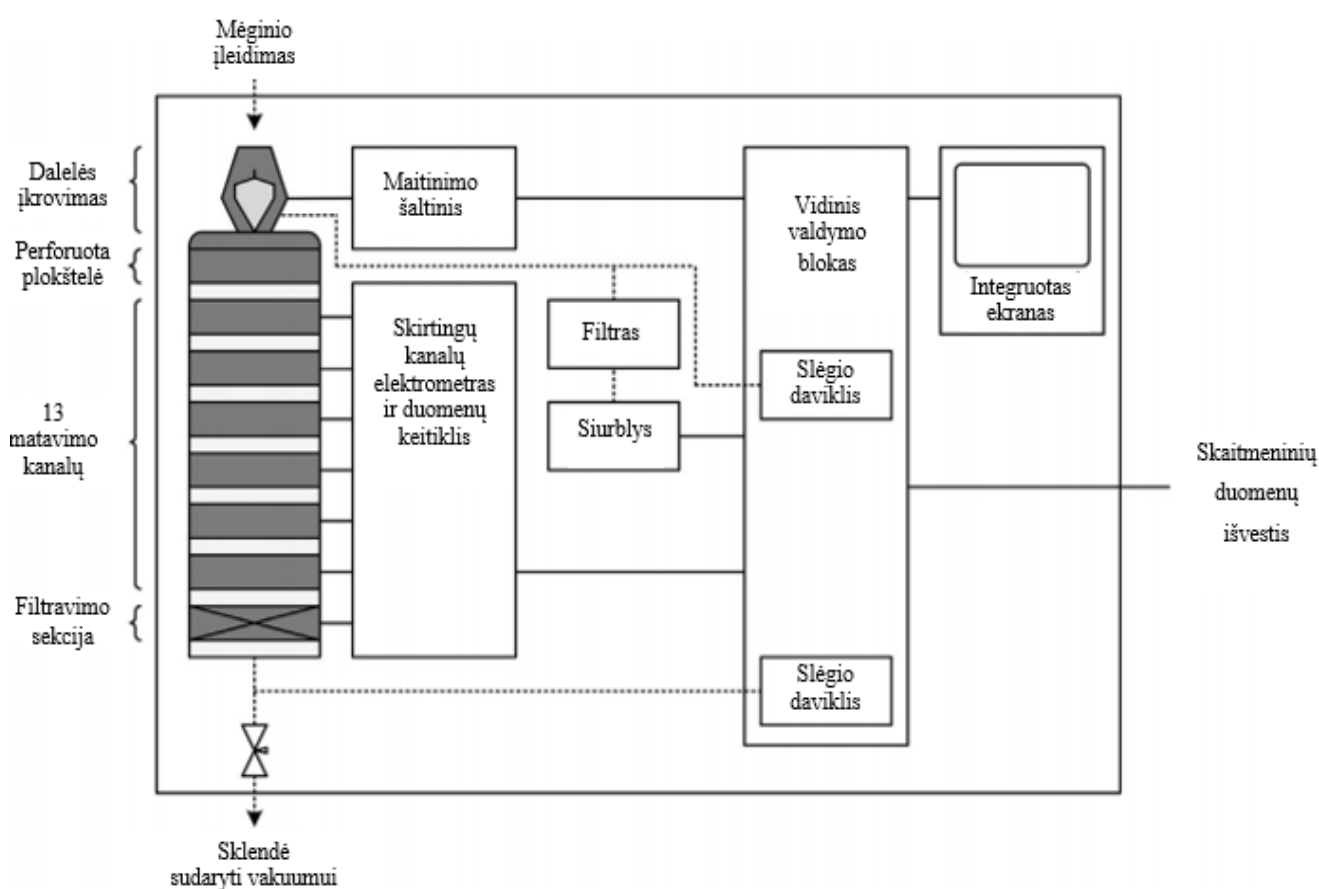 Mėginio
įleidimas
Dalelės
įkrovimas
Maitinimo
šaltinis
Vidinis
valdymo
blokas
Integruotas
ekranas
Perforuota
plokštelė
Skirtingų
kanalų
elektrometras
ir duomenų
keitiklis
Filtras
Siurblys
Slėgio
daviklis
13
matavimo
kanalų
Skaitmeninių
duomenų
išvestis
Filtravimo
sekcija
Slėgio
daviklis
Sklendė
sudaryti vakuumui